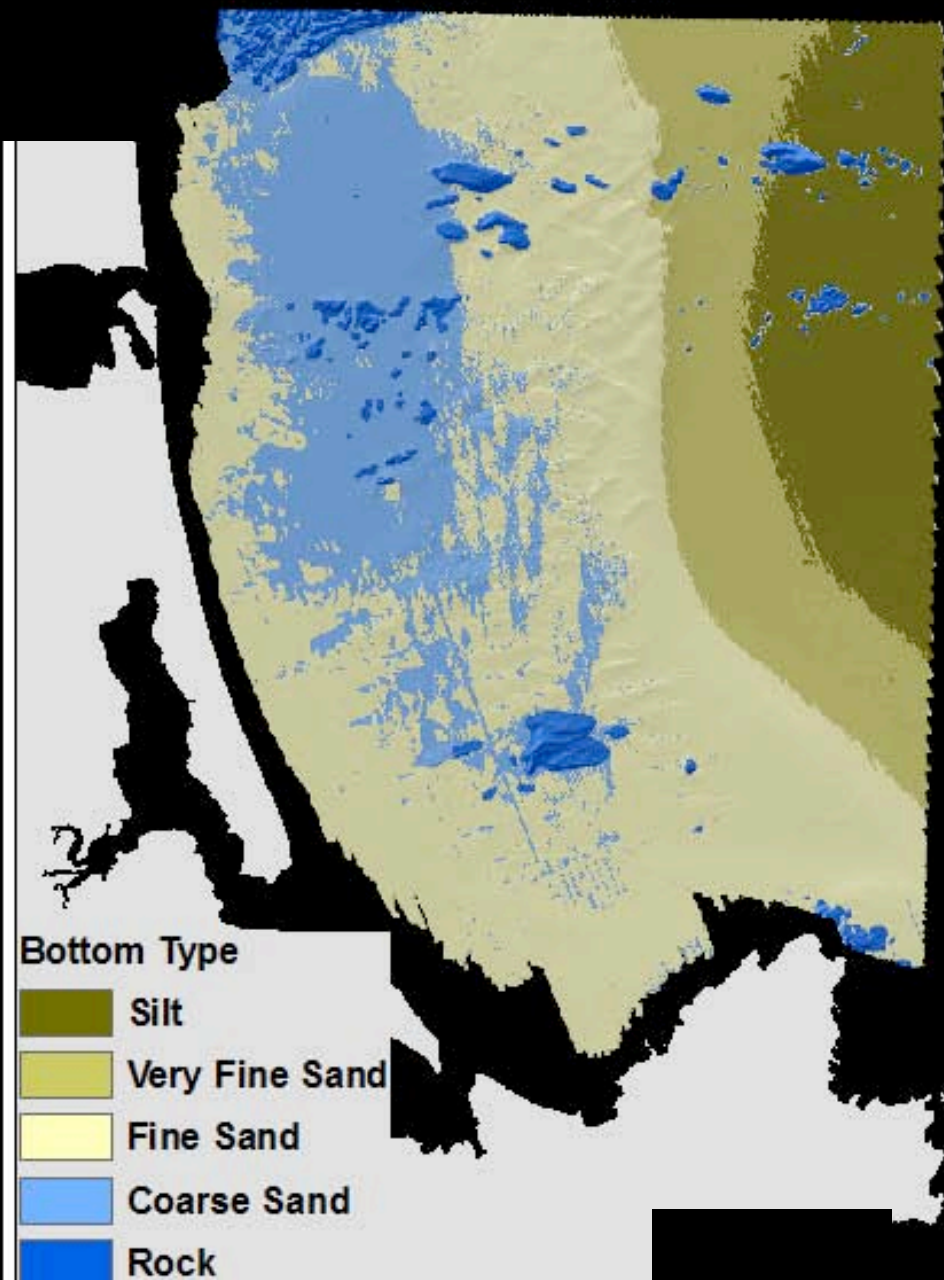 Bottom Type
Silt
Very Fine Sand
Fine Sand
Coarse Sand
Rock